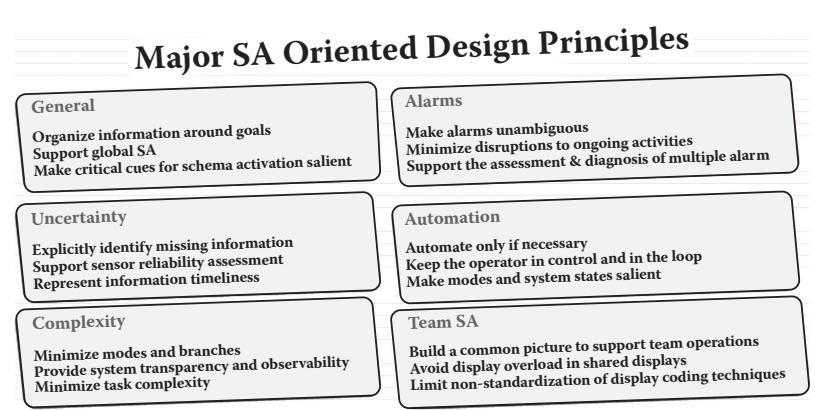 Major SA Oriented Design Principles
General
Organize information around goals
Support global SA
Make critical cues for schema activation salient
Alarms
Make alarms unambiguous
Minimize disruptions to ongoing activities
Support the assessment & diagnosis of multiple alarm
Uncertainty
Explicitly identify missing information
Support sensor reliability assessment
Represent information timeliness
Automation
Automate only if necessary
Keep the operator in control and in the loop
Make modes and system states salient
Complexity
Minimize modes and branches
Provide system transparency and observability
Minimize task complexity
Team SA
Build a common picture to support team operations
Avoid display overload in shared displays
Limit non-standardization of display coding techniques